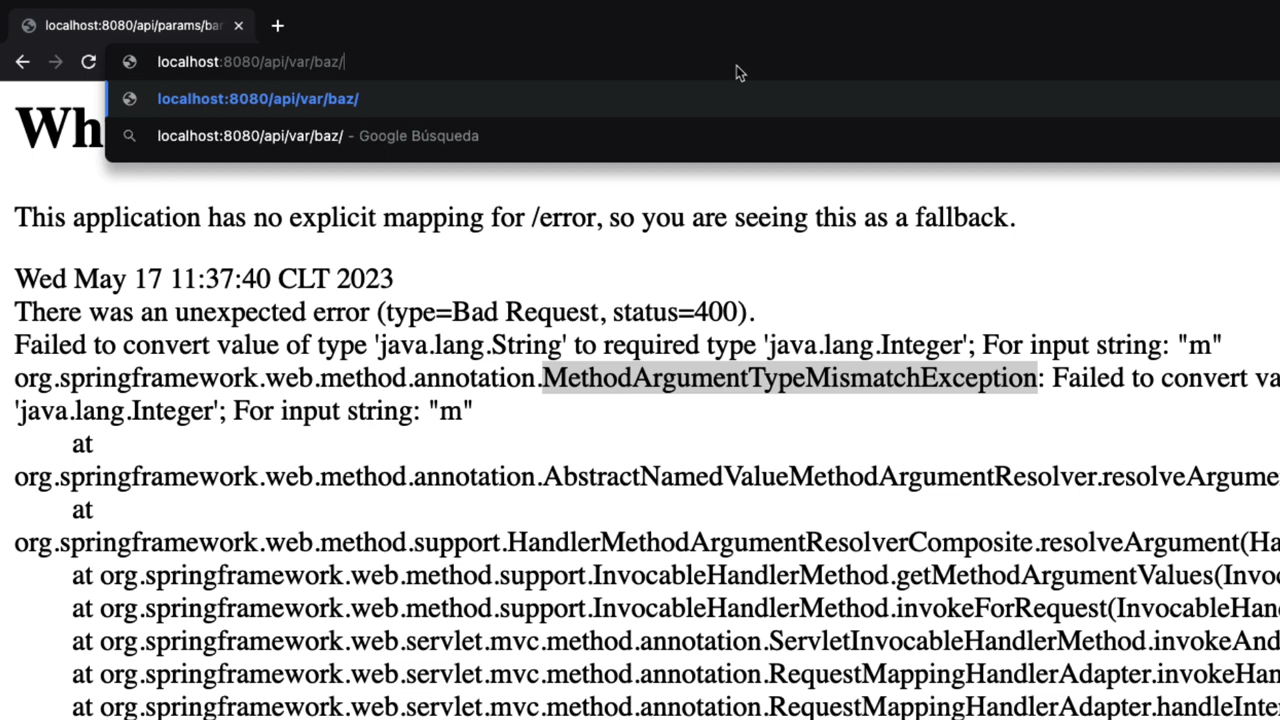 localhost:8080/api/params/bar
localhost:8080/api/var/baz/
localhost:8080/api/var/baz/
localhost:8080/api/var/baz/ - Google Búsqueda
Wh
This application has no explicit mapping for /error, so you are seeing this as a fallback.
Wed May 17 11:37:40 CLT 2023
There was an unexpected error (type=Bad Request, status=400).
Failed to convert value of type 'java.lang.String' to required type 'java.lang.Integer'; For input string: "m"
org.springframework.web.method.annotation.MethodArgumentTypeMismatchException: Failed to convert va
'java.lang.Integer'; For input string: "m"
at
org.springframework.web.method.annotation.AbstractNamedValueMethodArgumentResolver.resolveArgume
at
org.springframework.web.method.support.HandlerMethodArgumentResolverComposite.resolveArgument(Ha
at org.springframework.web.method.support.InvocableHandlerMethod.getMethodArgumentValues(Invoc
at org.springframework.web.method.support.InvocableHandlerMethod.invokeForRequest(InvocableHan
at org.springframework.web.servlet.mvc.method.annotation.ServletInvocableHandlerMethod.invokeAnd
at org.springframework.web.servlet.mvc.method.annotation.RequestMappingHandlerAdapter.invokeHan
at org.springframework.web.servlet.mvc.method.annotation.RequestMappingHandlerAdapter.handleInte